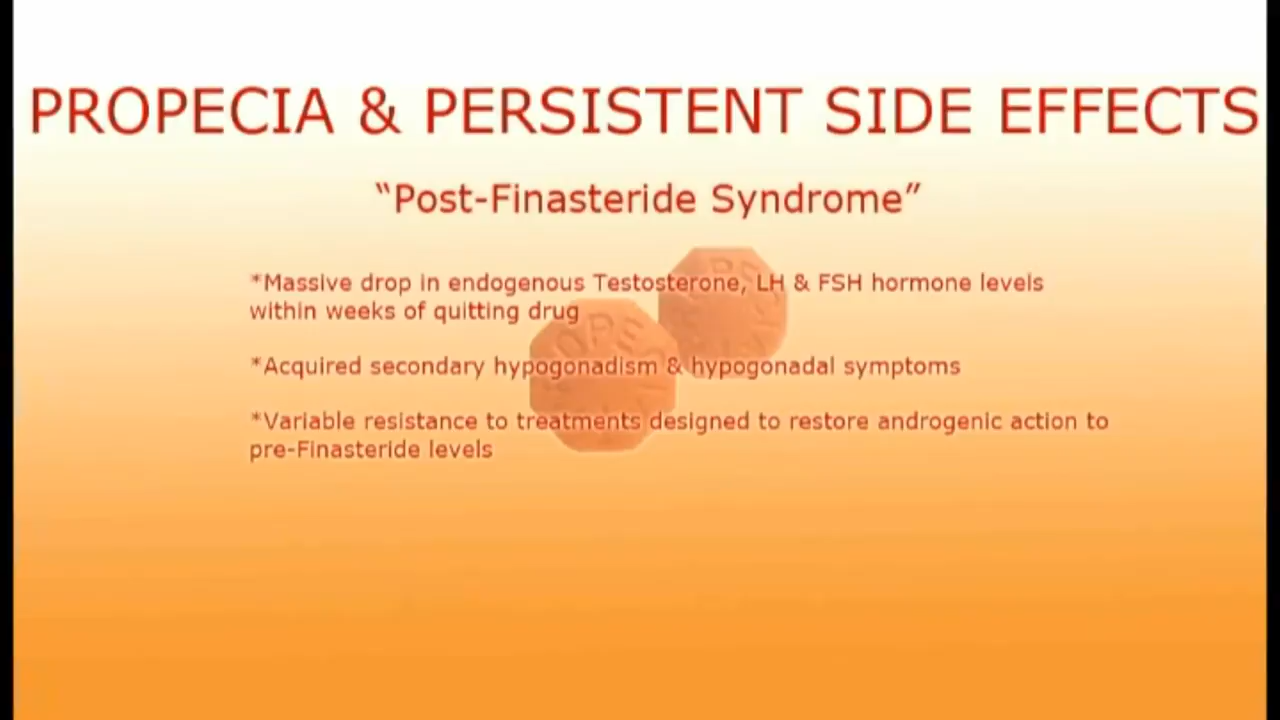 PROPECIA & PERSISTENT SIDE EFFECTS
“Post-Finasteride Syndrome”
*Massive drop in endogenous Testosterone, LH & FSH hormone levels
within weeks of quitting drug
*Acquired secondary hypogonadism & hypogonadal symptoms
*Variable resistance to treatments designed to restore androgenic action to
pre-Finasteride levels